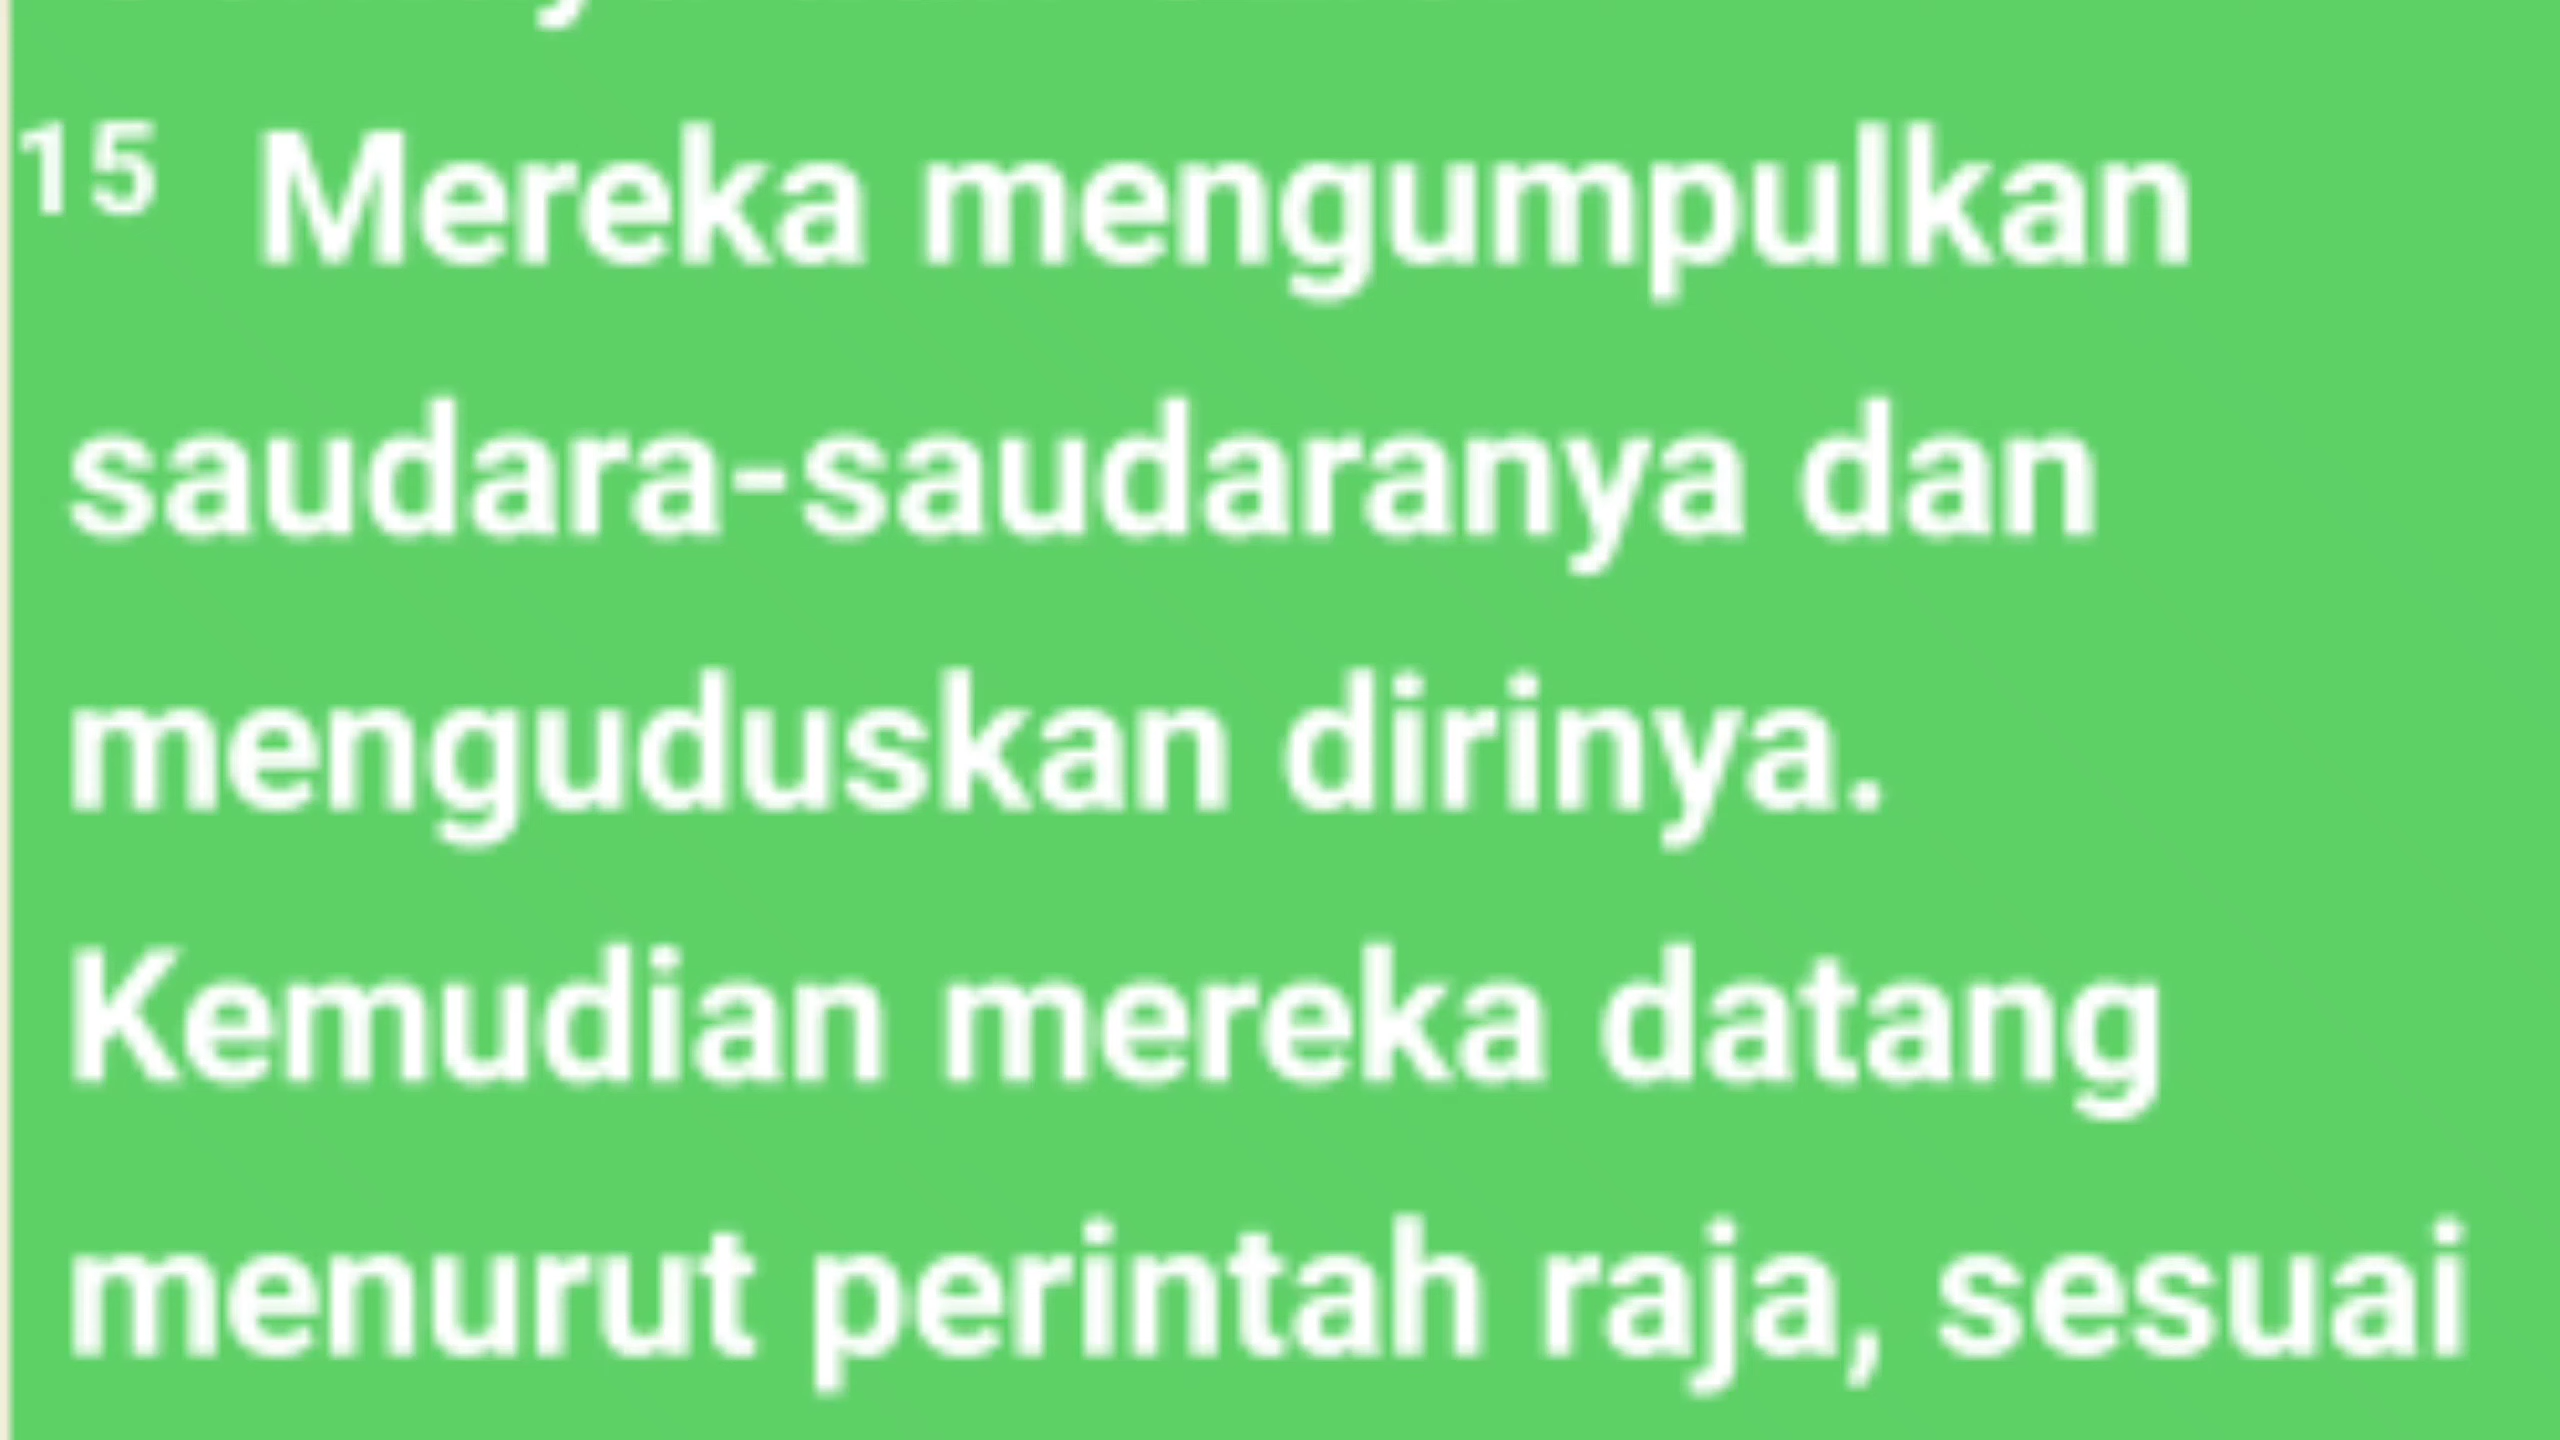 15 Mereka mengumpulkan
saudara-saudaranya dan
menguduskan dirinya.
Kemudian mereka datang
menurut perintah raja, sesuai